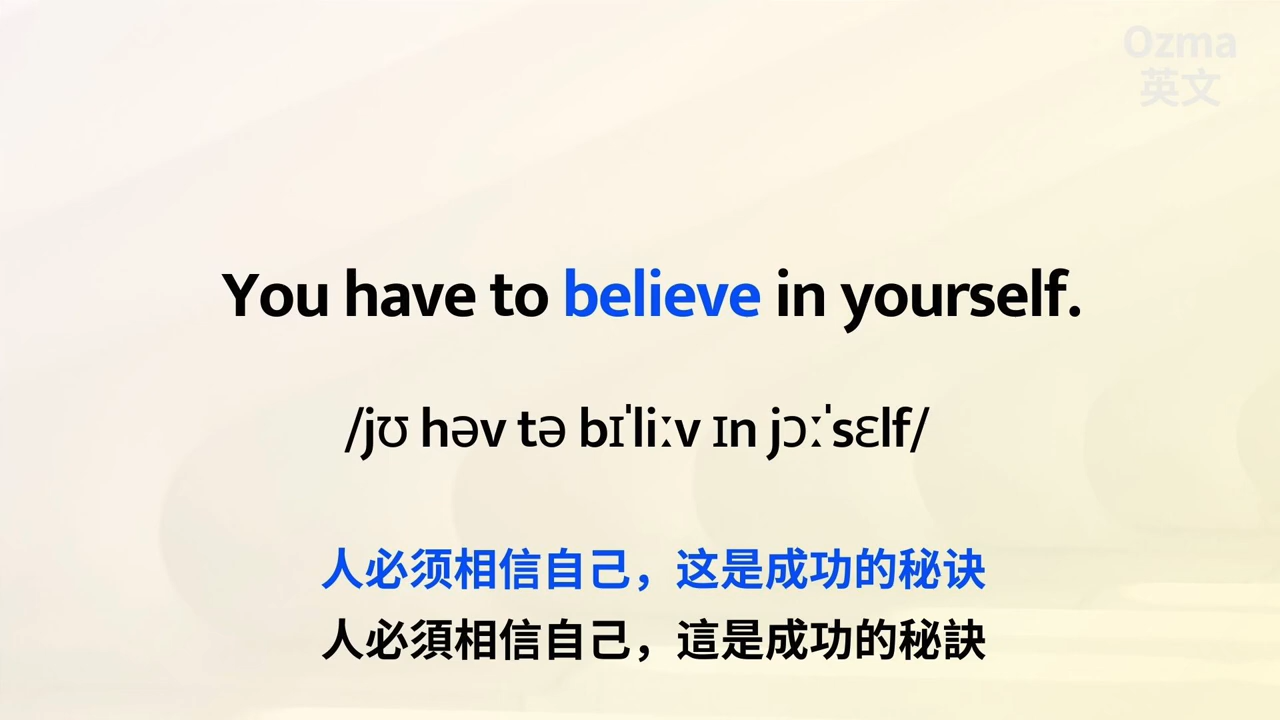 Ozma
英文
You have to believe in yourself.
/jʊ həv tə bɪˈliːv ɪn jɔːˈsɛlf/
人必须相信自己，这是成功的秘诀
人必須相信自己，這是成功的秘訣